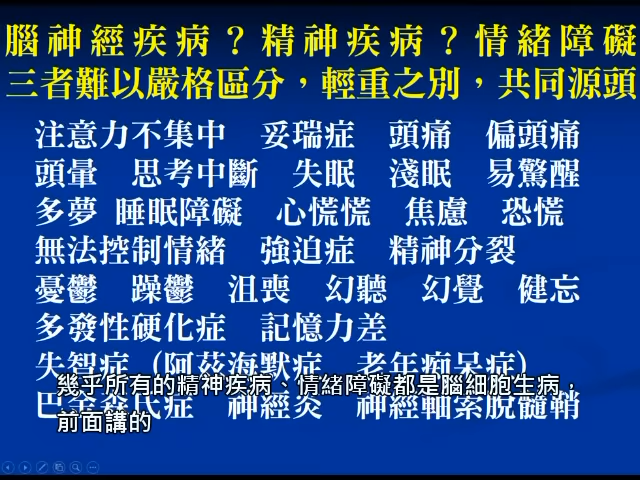 腦神經疾病？精神疾病？情緒障礙
三者難以嚴格區分，輕重之別，共同源頭
注意力不集中　妥瑞症　頭痛　偏頭痛
頭暈　思考中斷　失眠　淺眠　易驚醒
多夢 睡眠障礙　心慌慌　焦慮　恐慌
無法控制情緒　強迫症　精神分裂
憂鬱　躁鬱　沮喪　幻聽　幻覺　健忘
多發性硬化症　記憶力差
失智症（阿茲海默症　老年痴呆症）
幾乎所有的精神疾病、情緒障礙都是腦細胞生病，
巴金森氏症　神經炎　神經軸索脫髓鞘
前面講的